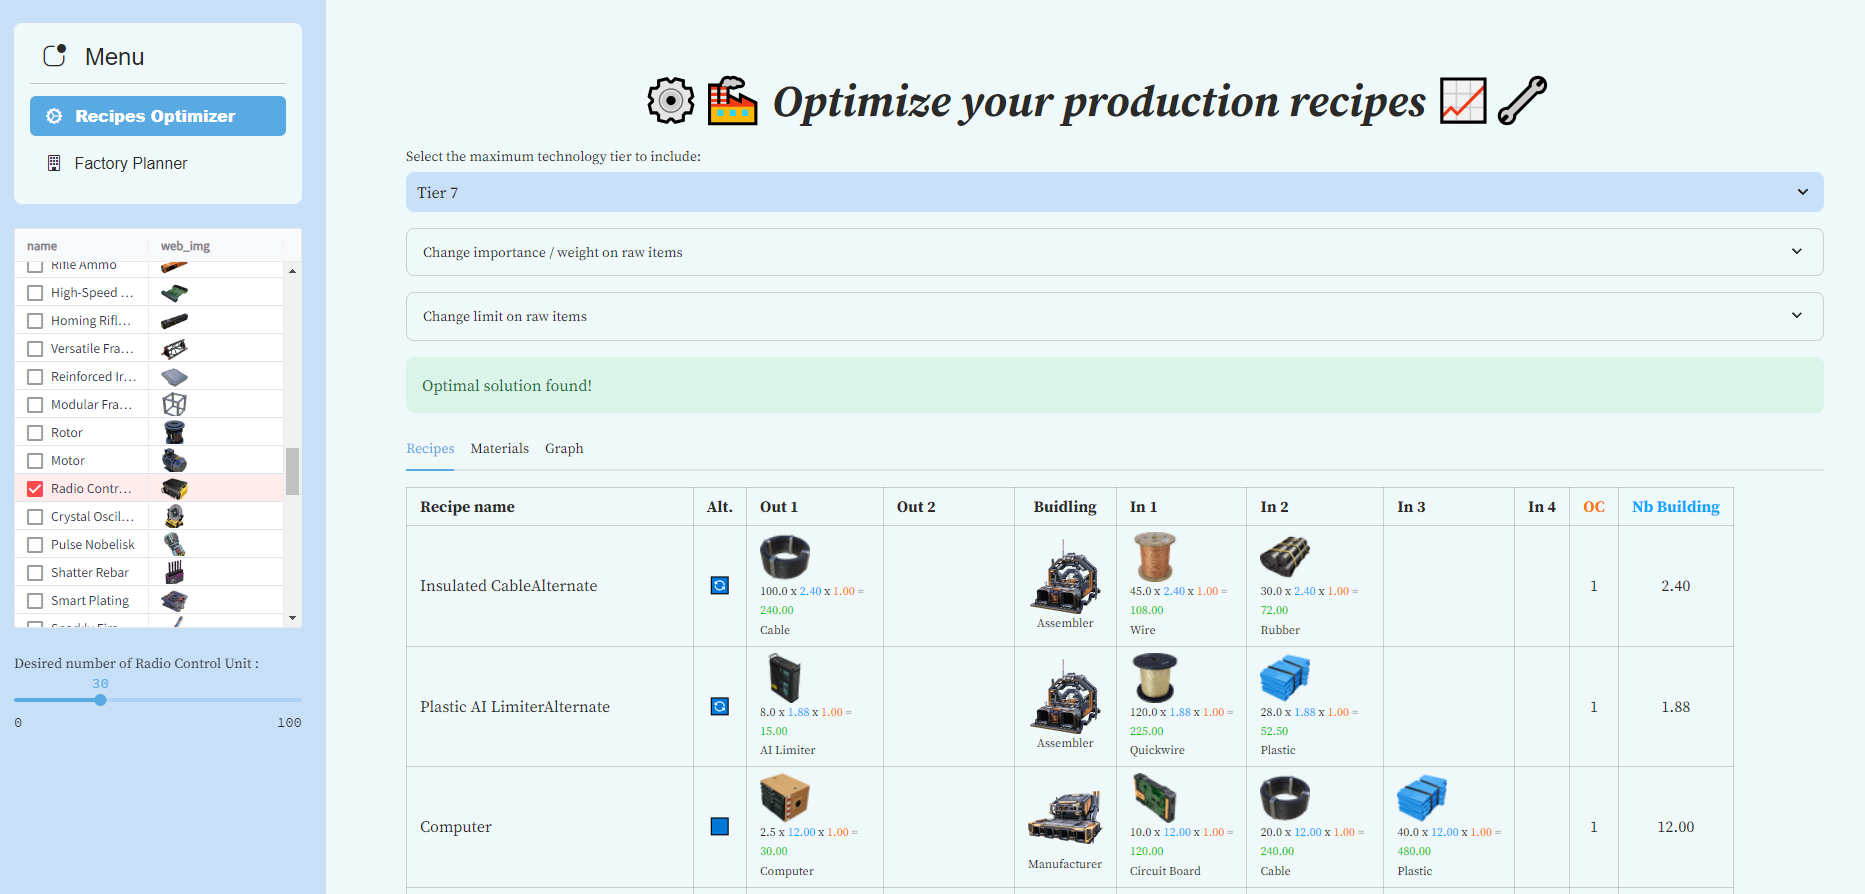 Menu
Recipes Optimizer
Factory Planner
name web_img
Rifle Ammo
High-Speed ...
Homing Rifl...
Versatile Fra...
Reinforced Ir...
Modular Fra...
Rotor
Motor
Radio Contr...
Crystal Oscil...
Pulse Nobelisk
Shatter Rebar
Smart Plating
Desired number of Radio Control Unit :
30
0 100
Optimize your production recipes
Select the maximum technology tier to include:
Tier 7
Change importance / weight on raw items
Change limit on raw items
Optimal solution found!
Recipes Materials Graph
Recipe name Alt. Out 1 Out 2 Buidling In 1 In 2 In 3 In 4 OC Nb Building
Insulated CableAlternate
100.0 x 2.40 x 1.00 =
240.00
Cable
Assembler
45.0 x 2.40 x 1.00 =
108.00
Wire
30.0 x 2.40 x 1.00 =
72.00
Rubber
1
2.40
Plastic AI LimiterAlternate
8.0 x 1.88 x 1.00 =
15.00
AI Limiter
Assembler
120.0 x 1.88 x 1.00 =
225.00
Quickwire
28.0 x 1.88 x 1.00 =
52.50
Plastic
1
1.88
Computer
2.5 x 12.00 x 1.00 =
30.00
Computer
Manufacturer
10.0 x 12.00 x 1.00 =
120.00
Circuit Board
20.0 x 12.00 x 1.00 =
240.00
Cable
40.0 x 12.00 x 1.00 =
480.00
Plastic
1
12.00